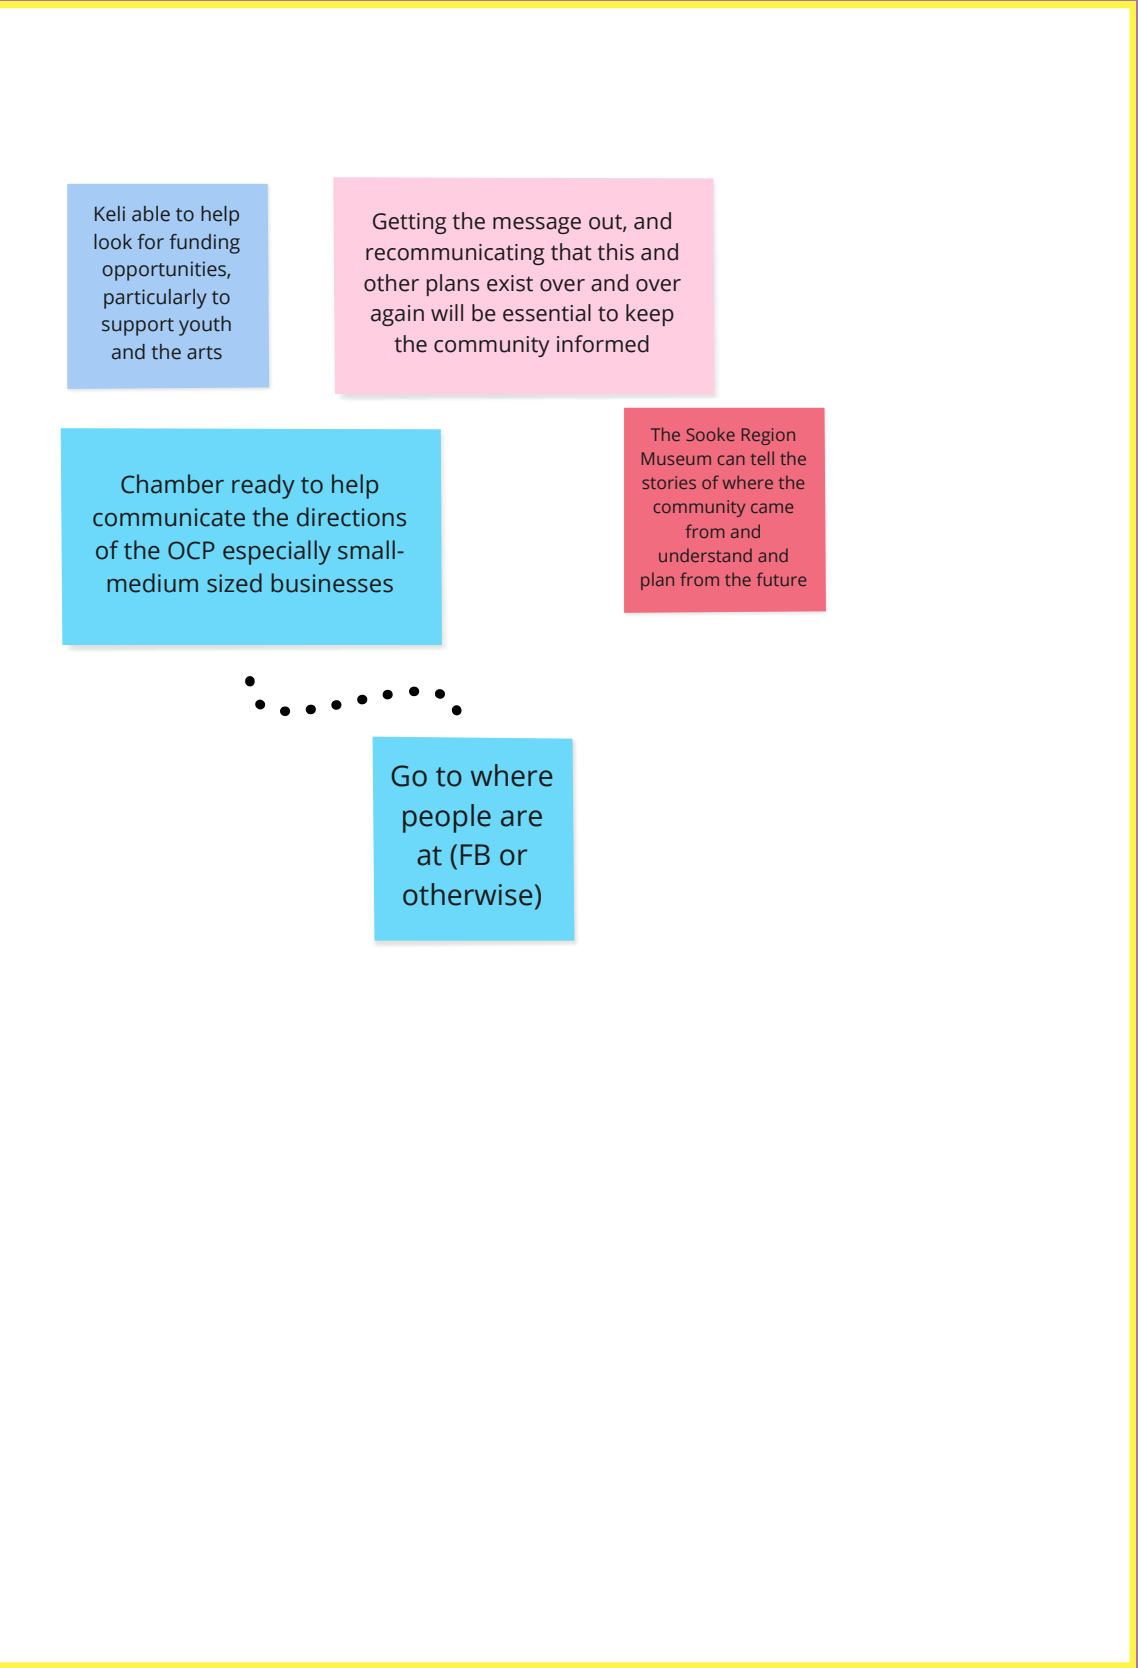 Keli able to help
look for funding
opportunities,
particularly to
support youth
and the arts
Getting the message out, and
recommunicating that this and
other plans exist over and over
again will be essential to keep
the community informed
Chamber ready to help
communicate the directions
of the OCP especially small-
medium sized businesses
The Sooke Region
Museum can tell the
stories of where the
community came
from and
understand and
plan from the future
Go to where
people are
at (FB or
otherwise)